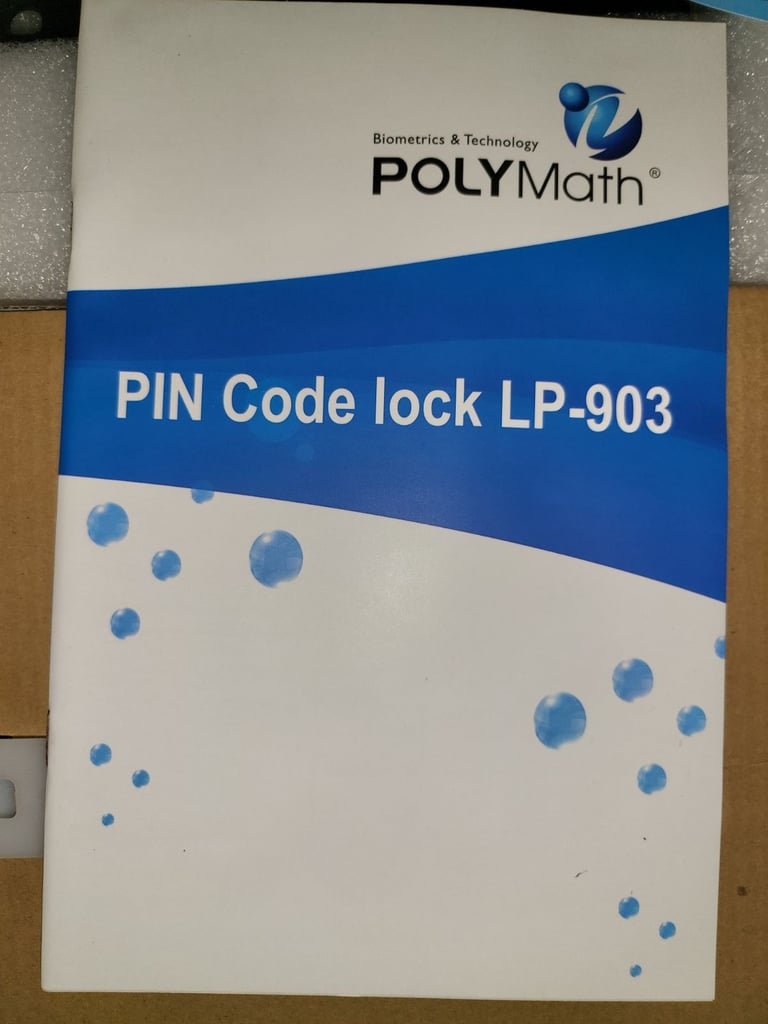 Biometrics & Technology
POLYMath®
PIN Code lock LP-903